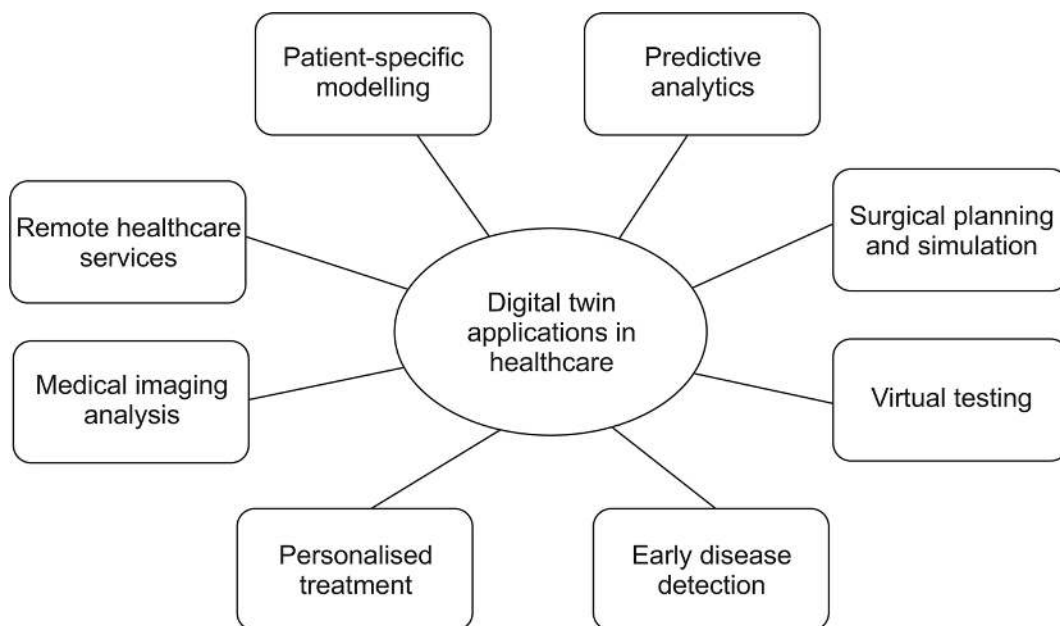 Patient-specific
modelling
Predictive
analytics
Remote healthcare
services
Surgical planning
and simulation
Digital twin
applications in
healthcare
Medical imaging
analysis
Virtual testing
Personalised
treatment
Early disease
detection